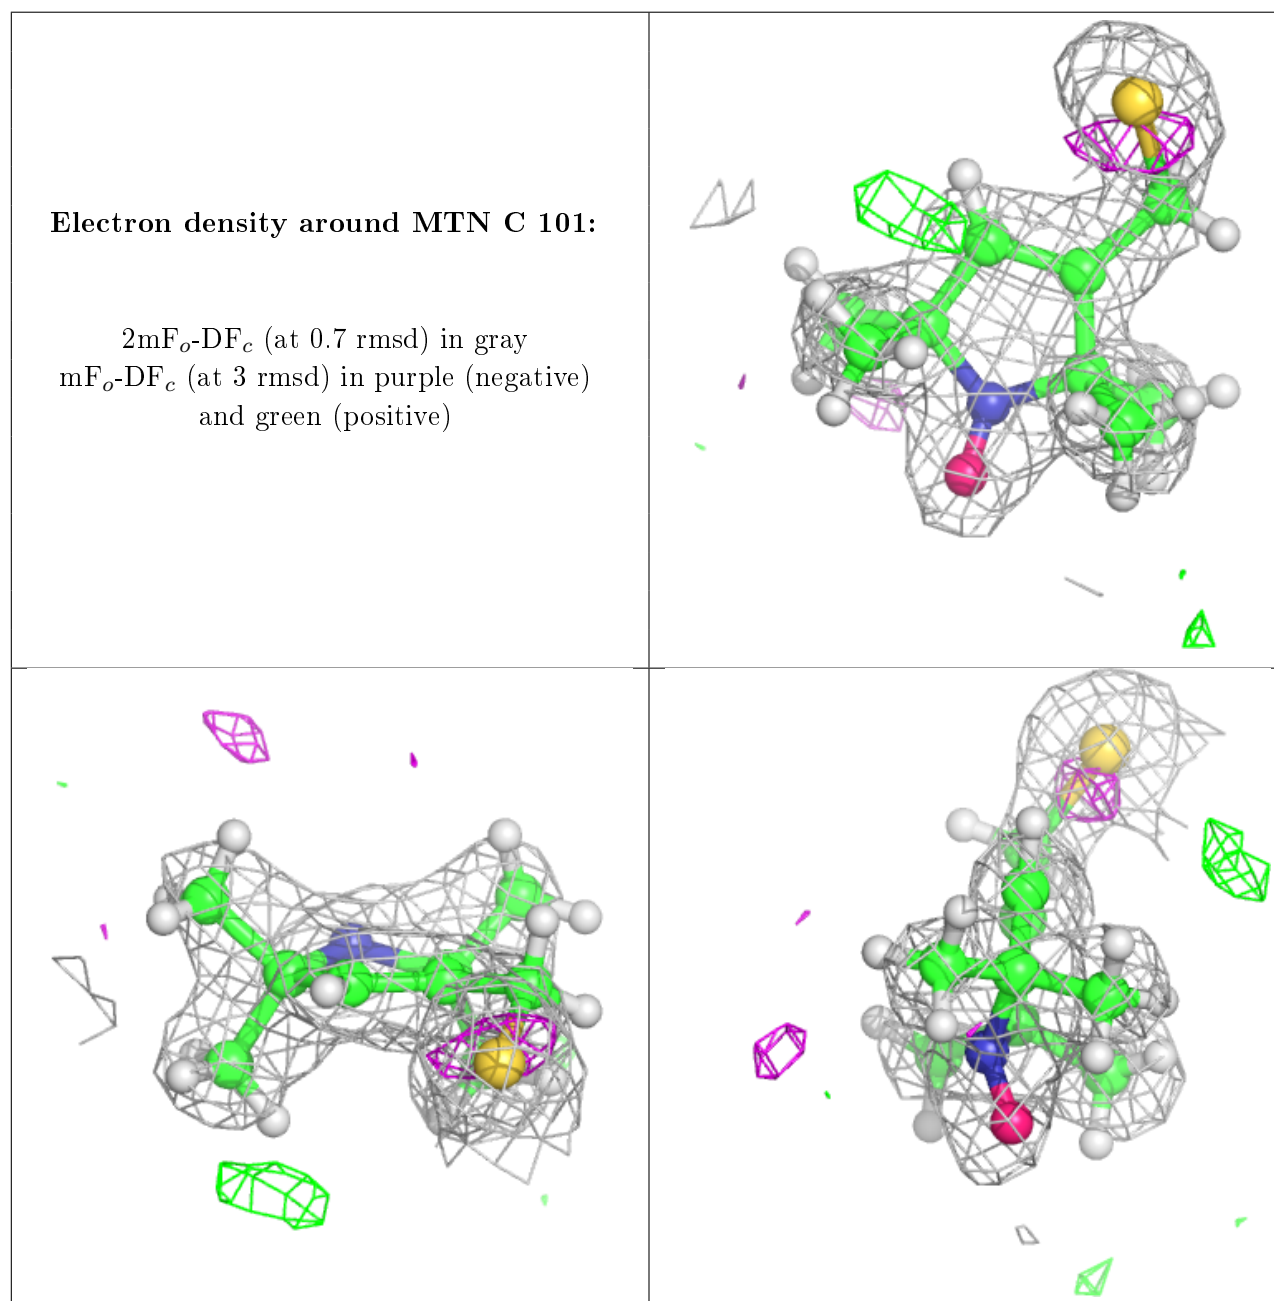 Electron density around MTN C 101:
2mFo-DFc (at 0.7 rmsd) in gray
mFo-DFc (at 3 rmsd) in purple (negative)
and green (positive)